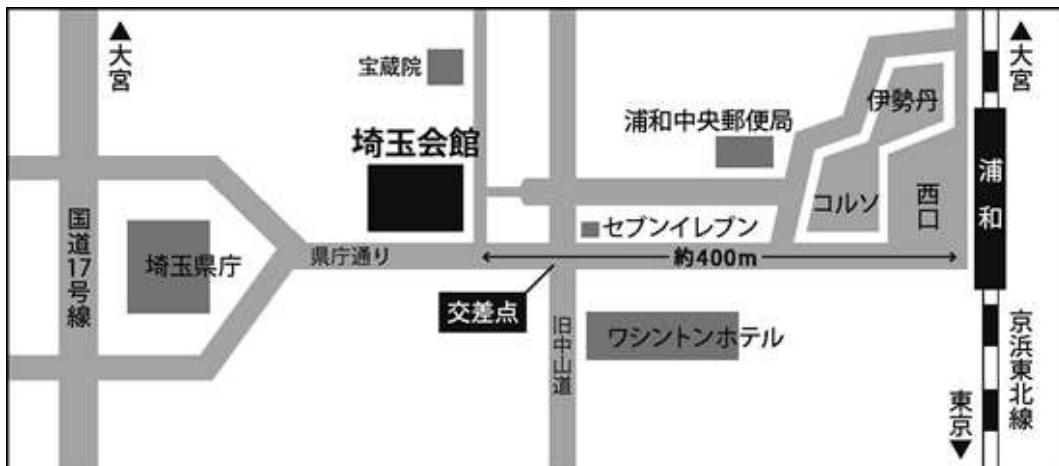 ▲大宮
宝蔵院
埼玉会館
浦和中央郵便局
伊勢丹
▲大宮
コルソ
西口
浦和
国道17号線
埼玉県庁
県庁通り
セブンイレブン
約400m
交差点
旧中山道
ワシントンホテル
京浜東北線
東京▼